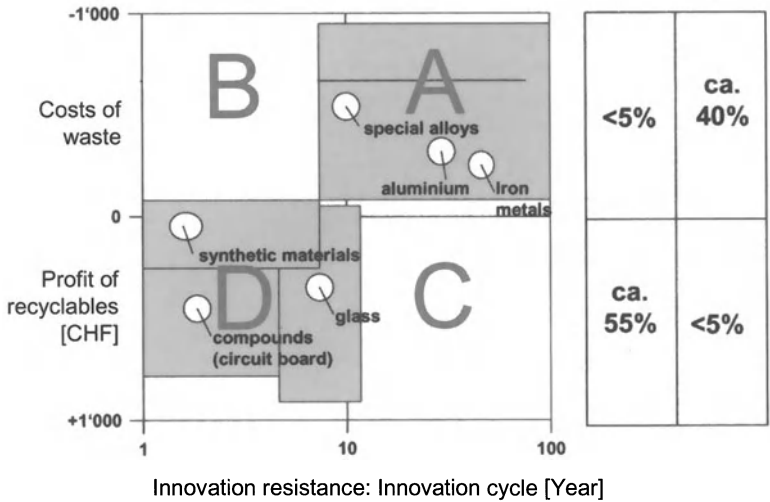 -1'000
B
A
Costs of
waste
special alloys
aluminium
Iron
metals
<5%
ca.
40%
0
synthetic materials
Profit of
recyclables
[CHF]
D
C
glass
compounds
(circuit board)
ca.
55%
<5%
+1'000
1
10
100
Innovation resistance: Innovation cycle [Year]